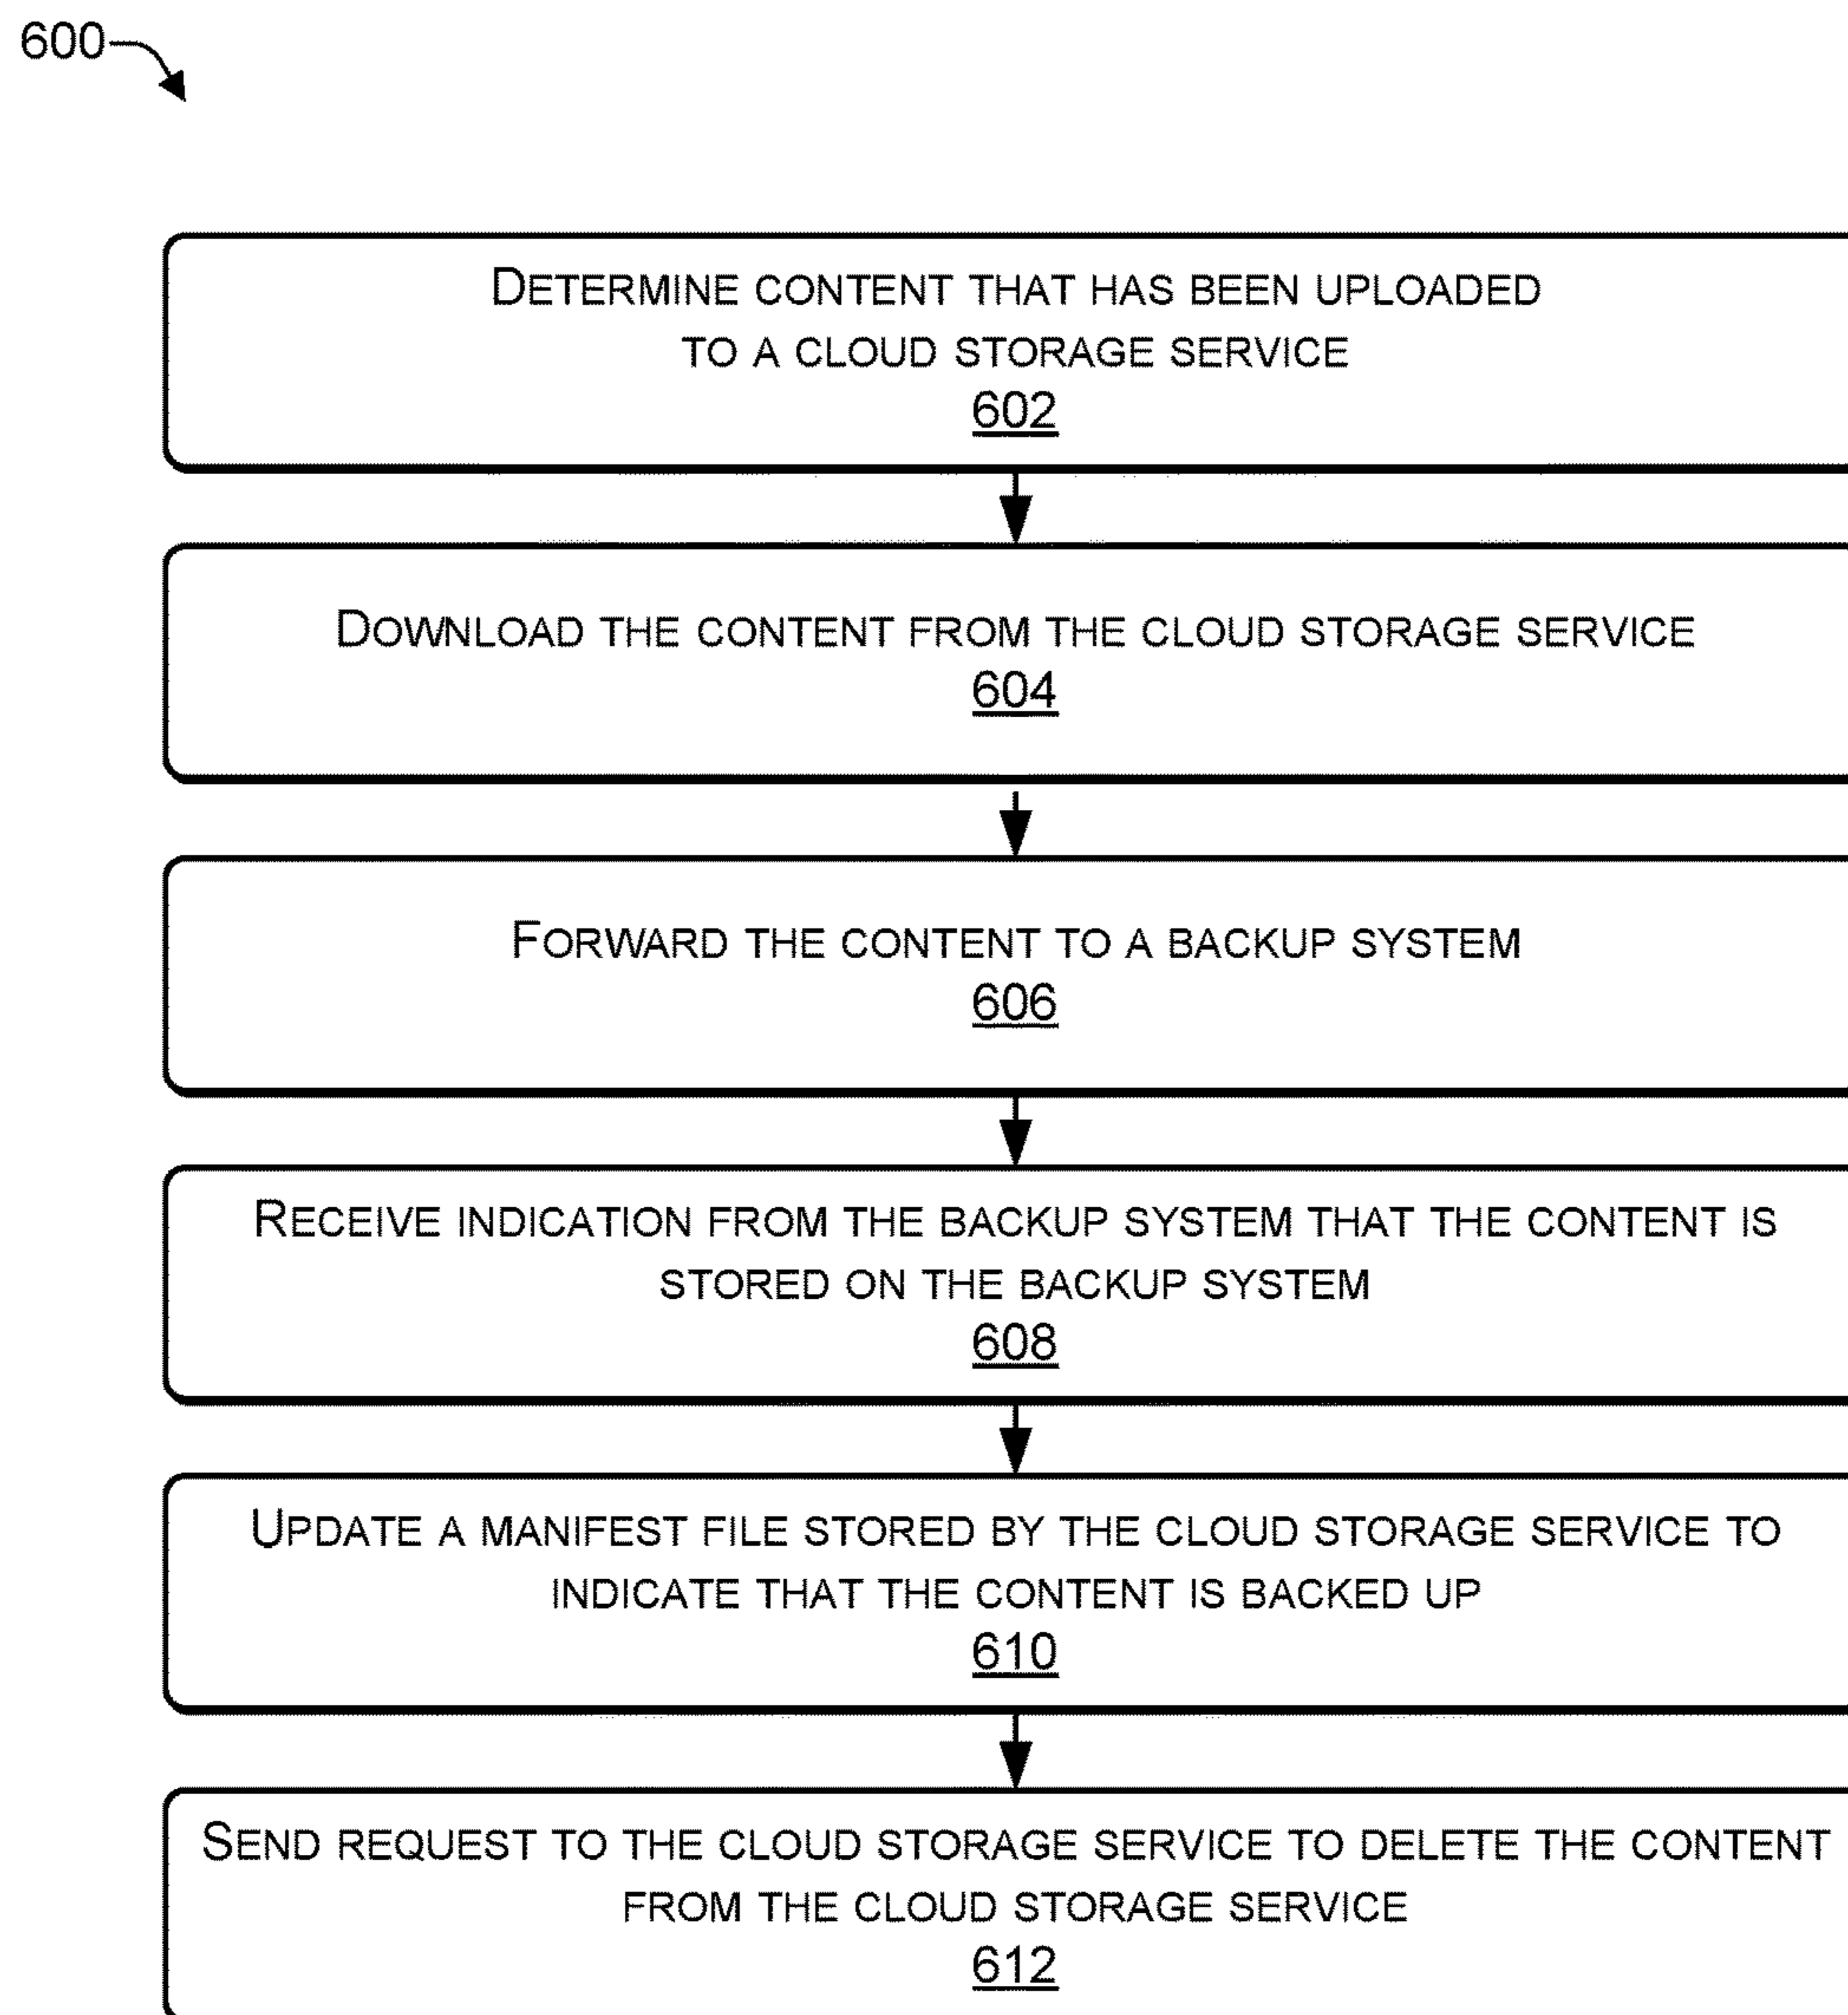 600
DETERMINE CONTENT THAT HAS BEEN UPLOADED
TO A CLOUD STORAGE SERVICE
602
DOWNLOAD THE CONTENT FROM THE CLOUD STORAGE SERVICE
604
FORWARD THE CONTENT TO A BACKUP SYSTEM
606
RECEIVE INDICATION FROM THE BACKUP SYSTEM THAT THE CONTENT IS
STORED ON THE BACKUP SYSTEM
608
UPDATE A MANIFEST FILE STORED BY THE CLOUD STORAGE SERVICE TO
INDICATE THAT THE CONTENT IS BACKED UP
610
SEND REQUEST TO THE CLOUD STORAGE SERVICE TO DELETE THE CONTENT
FROM THE CLOUD STORAGE SERVICE
612